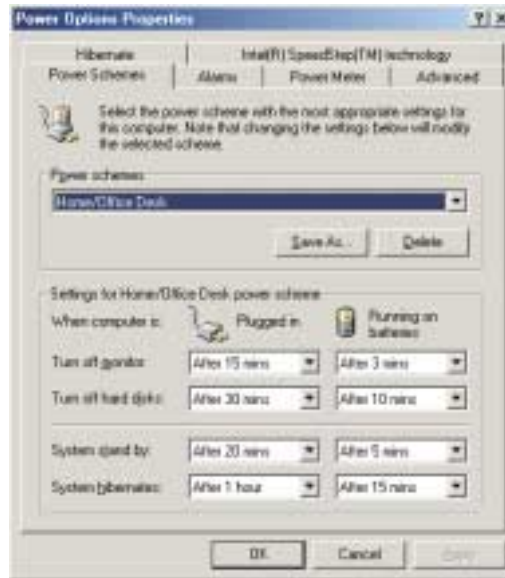 Power Options Properties
Hibernate Intel(R) SpeedStep(TM) technology
Power Schemes Alarms Power Meter Advanced
Select the power scheme with the most appropriate settings for
this computer. Note that changing the settings below will modify
the selected scheme.
Power schemes
Home/Office Desk
Save As... Delete
Settings for Home/Office Desk power scheme
When computer is: Plugged in Running on
batteries
Turn off monitor: After 15 mins After 3 mins
Turn off hard disks: After 30 mins After 10 mins
System stand by: After 20 mins After 5 mins
System hibernates: After 1 hour After 15 mins
OK Cancel Apply